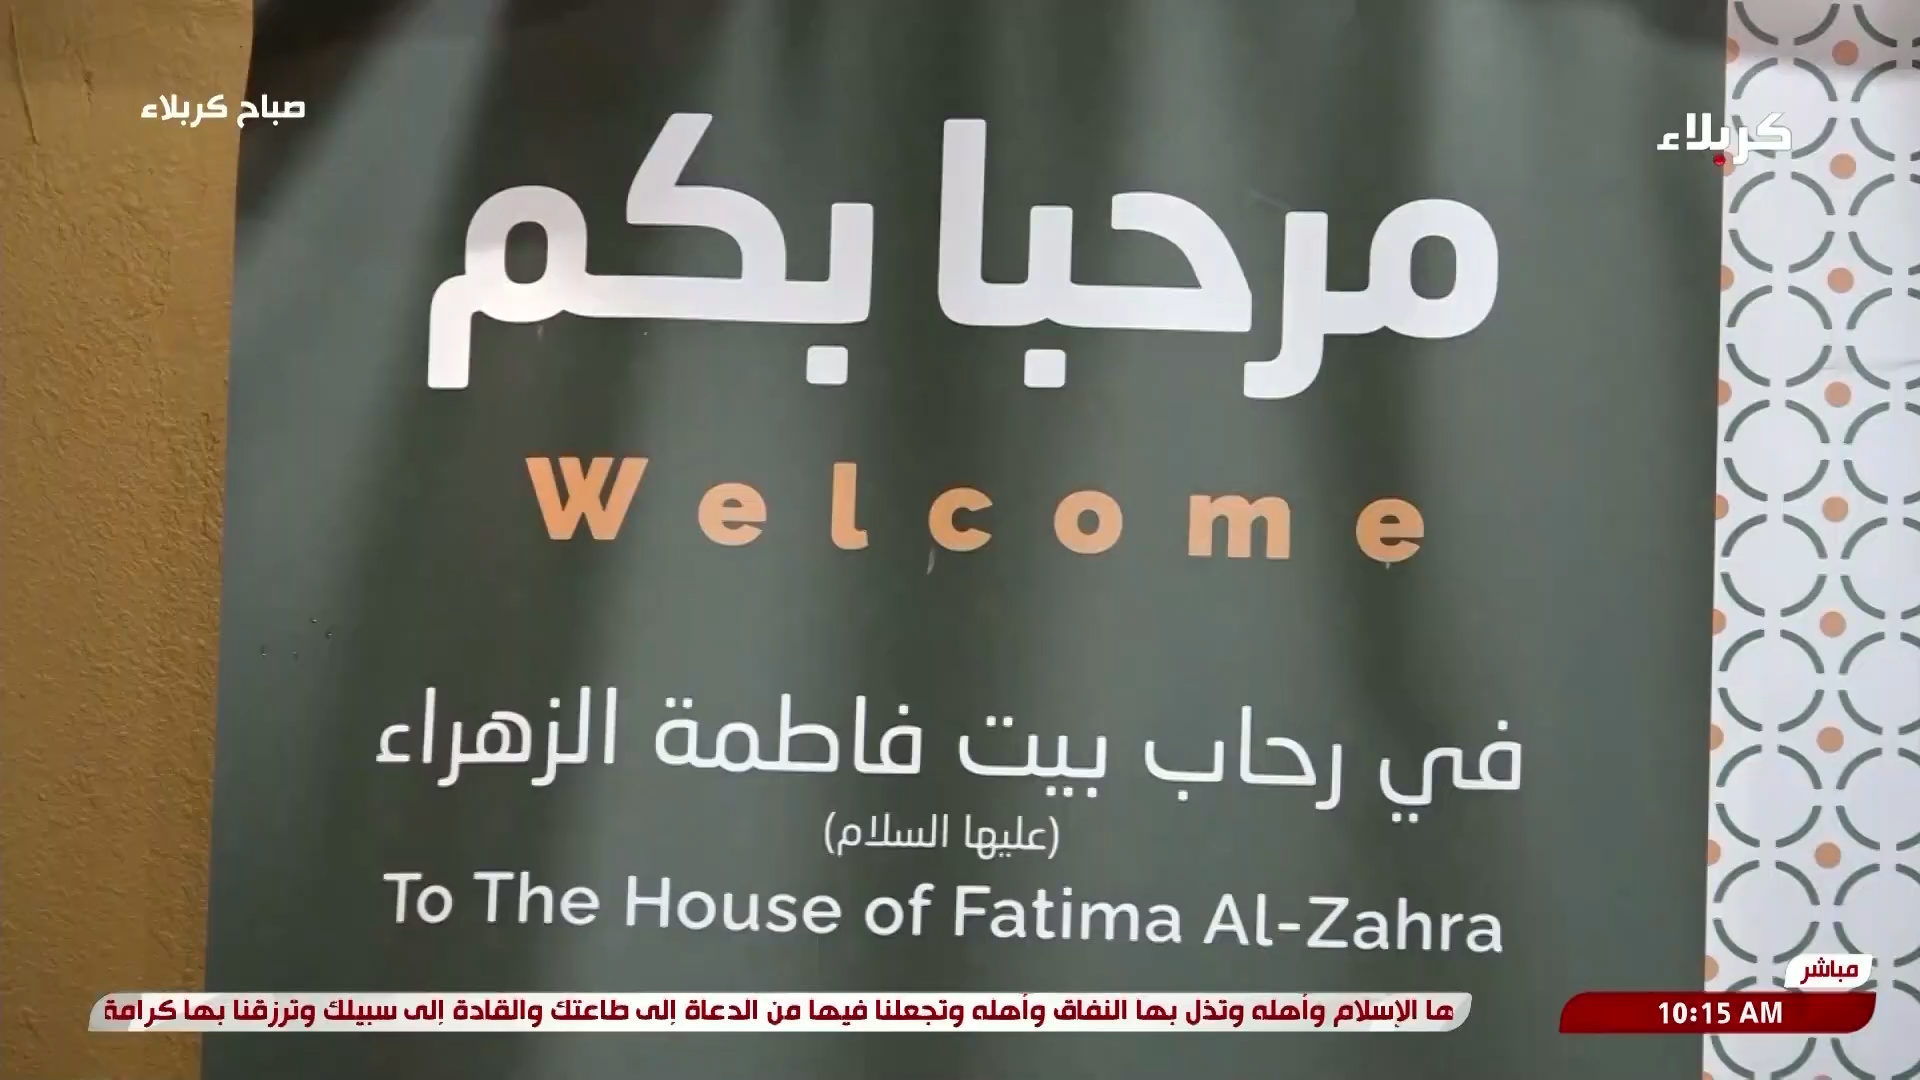 صباح كربلاء
كربلاء
مرحبا بكم
Welcome
في رحاب بيت فاطمة الزهراء
(عليها السلام)
To The House of Fatima Al-Zahra
مباشر
ها الإسلام وأهله وتذل بها النفاق وأهله وتجعلنا فيها من الدعاة إلى طاعتك والقادة إلى سبيلك وترزقنا بها كرامة
10:15 AM